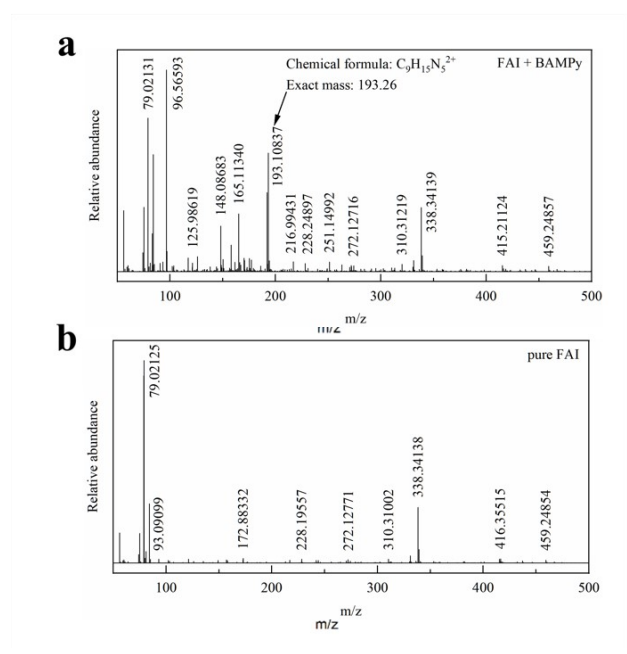 a
FAI + BAMPy
Chemical formula: C₉H₁₅N₅²⁺
Exact mass: 193.26
79.02131
96.56593
125.98619
148.08683
165.11340
193.10837
216.99431
228.24897
251.14992
272.12716
310.31219
338.34139
415.21124
459.24857
Relative abundance
100 200 300 400 500
m/z
m/z
b
pure FAI
79.02125
93.09099
172.88332
228.19557
272.12771
310.31002
338.34138
416.35515
459.24854
Relative abundance
100 200 300 400 500
m/z
m/z